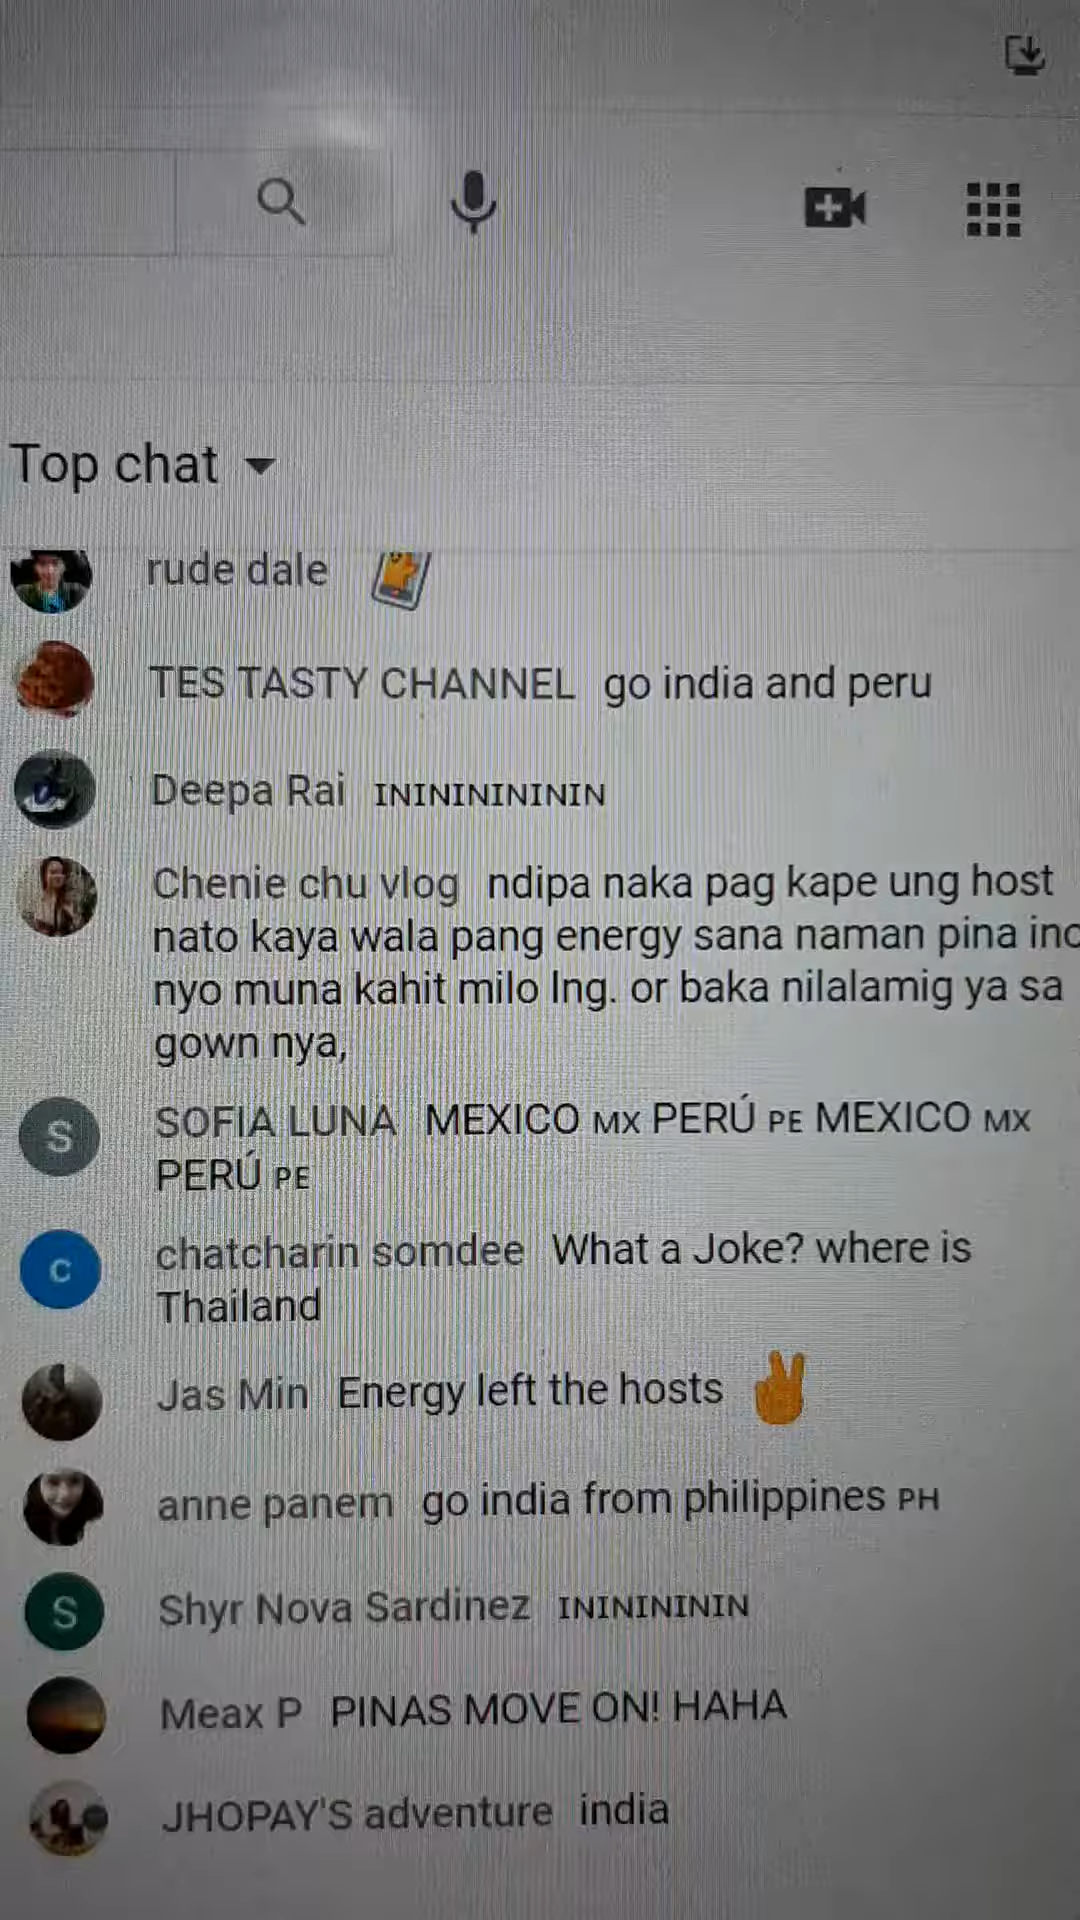 Top chat
rude dale
TES TASTY CHANNEL go india and peru
Deepa Rai ININININININ
Chenie chu vlog ndipa naka pag kape ung host
nato kaya wala pang energy sana naman pina
nyo muna kahit milo lng. or baka nilalamig ya sa
gown nya,
S SOFIA LUNA MEXICO MX PERÚ PE MEXICO MX
PERÚ PE
c chatcharin somdee What a Joke? where is
Thailand
Jas Min Energy left the hosts
anne panem go india from philippines PH
S Shyr Nova Sardinez ININININ​IN
Meax P PINAS MOVE ON! HAHA
JHOPAY'S adventure india